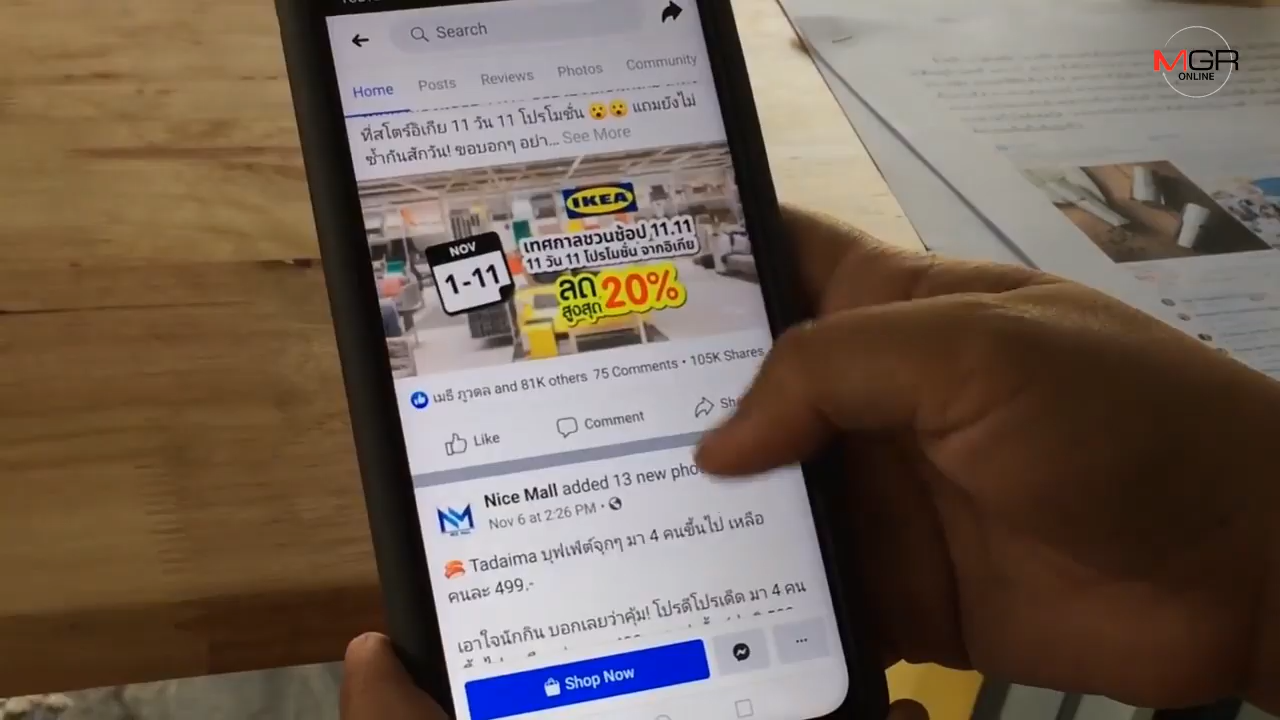 MGR
ONLINE
Search
Home Posts Reviews Photos Community
ที่สโตร์อิเกีย 11 วัน 11 โปรโมชั่น 😮😮 แถมยังไม่
ซ้ำกันสักวัน! ขอบอกๆ อย่า... See More
IKEA
NOV
1-11
เทศกาลชวนช้อป 11.11
11 วัน 11 โปรโมชั่น จากอิเกีย
ลด
สูงสุด
20%
เมธี ภูวดล and 81K others 75 Comments • 105K Shares
Like Comment
Nice Mall added 13 new
Nov 6 at 2:26 PM •
Tadaima บุฟเฟ่ต์จุกๆ มา 4 คนขึ้นไป เหลือ
คนละ 499.-
เอาใจนักกิน บอกเลยว่าคุ้ม! โปรดีโปรเด็ด มา 4 คน
Shop Now